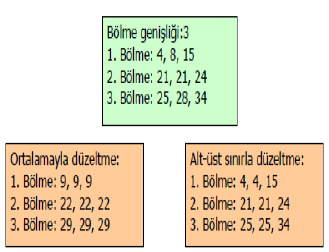 Bölme genişliği:3
1. Bölme: 4, 8, 15
2. Bölme: 21, 21, 24
3. Bölme: 25, 28, 34
Ortalamayla düzeltme:
1. Bölme: 9, 9, 9
2. Bölme: 22, 22, 22
3. Bölme: 29, 29, 29
Alt-üst sınırla düzeltme:
1. Bölme: 4, 4, 15
2. Bölme: 21, 21, 24
3. Bölme: 25, 25, 34